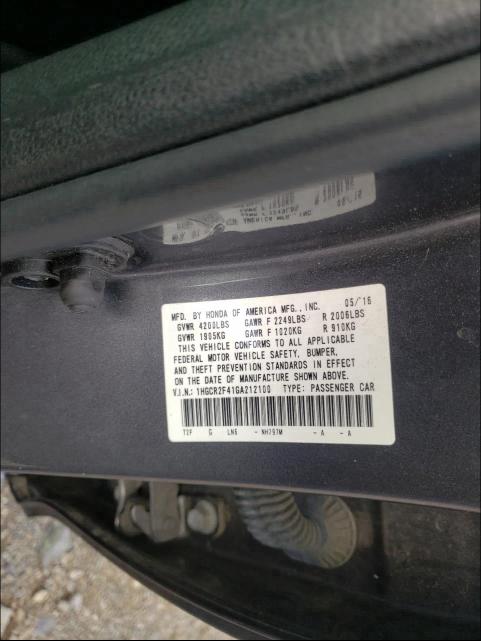 MFD. BY HONDA OF AMERICA MFG., INC. 05/16
GVWR 4200LBS GAWR F 2249LBS R 2006LBS
GVWR 1905KG GAWR F 1020KG R 910KG
THIS VEHICLE CONFORMS TO ALL APPLICABLE
FEDERAL MOTOR VEHICLE SAFETY, BUMPER,
AND THEFT PREVENTION STANDARDS IN EFFECT
ON THE DATE OF MANUFACTURE SHOWN ABOVE.
V.I.N.: 1HGCR2F41GA212100 TYPE: PASSENGER CAR
T2F G LN6 - NH797M - A - A